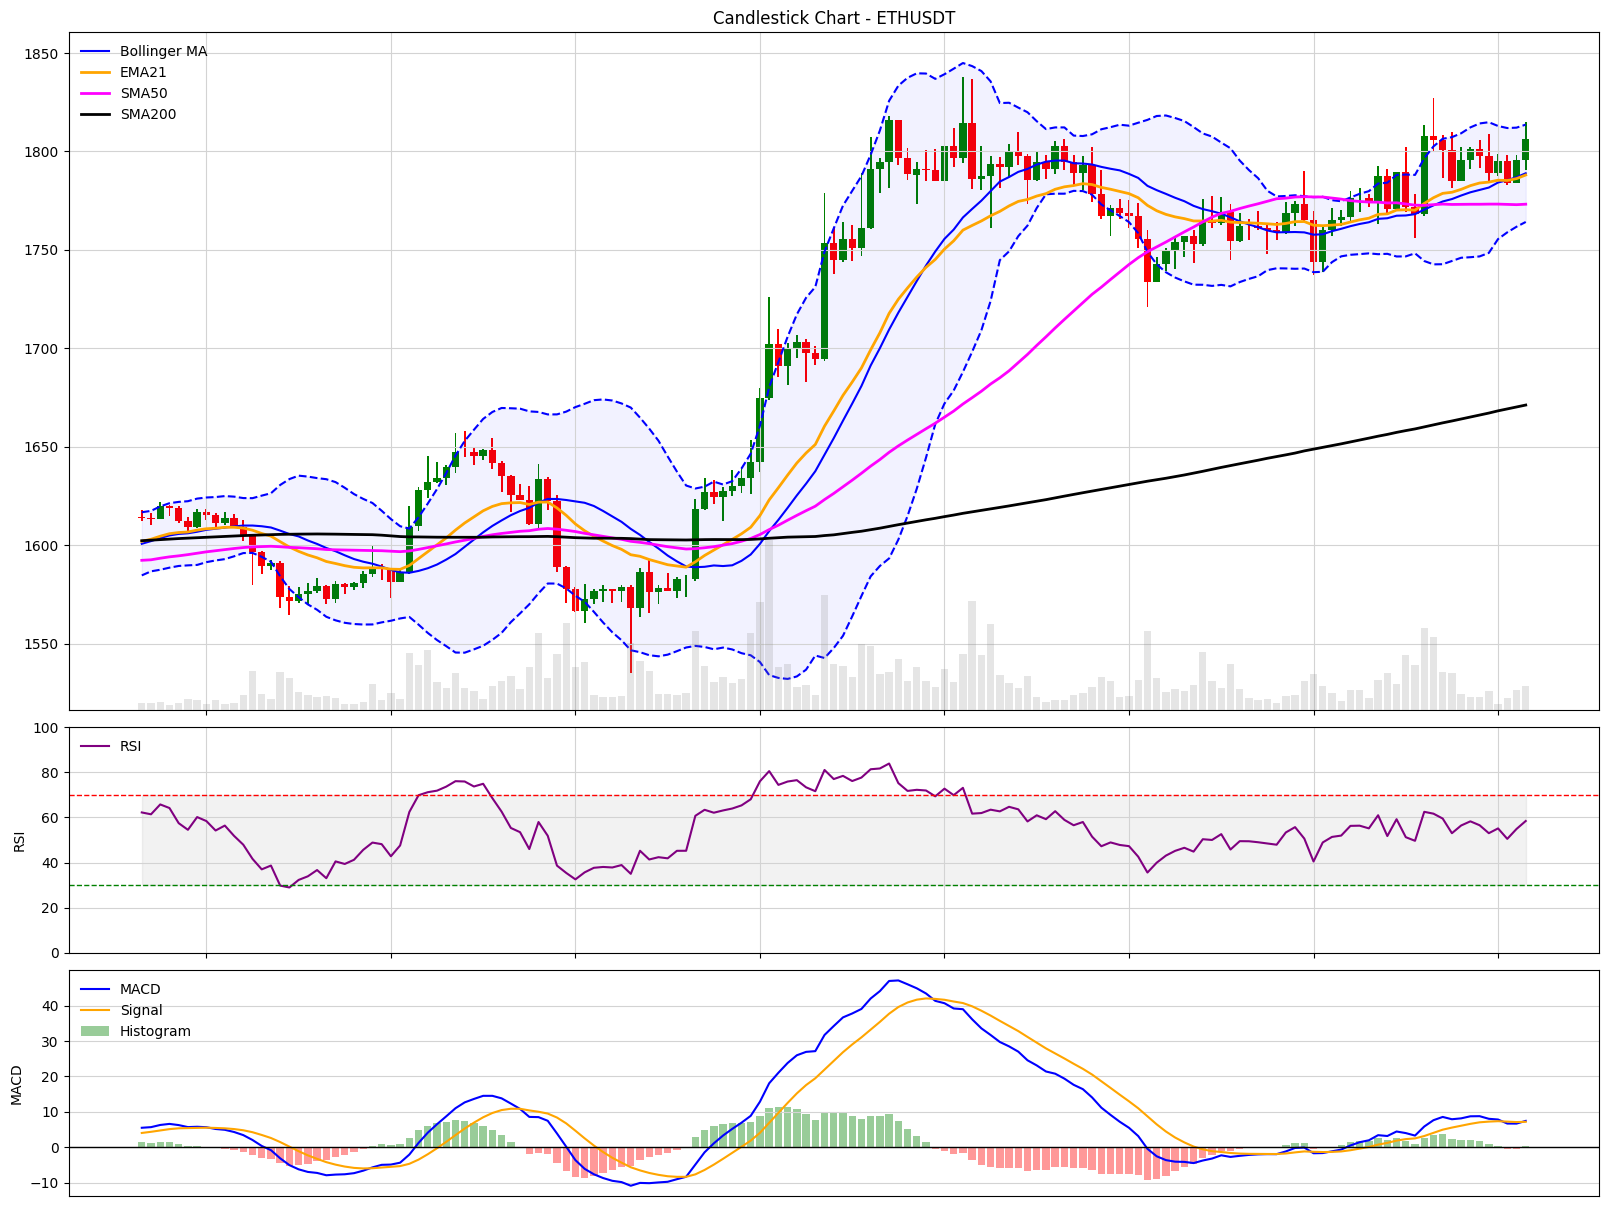 Candlestick Chart - ETHUSDT
Bollinger MA
EMA21
SMA50
SMA200
1850
1800
1750
1700
1650
1600
1550
RSI
RSI
100
80
60
40
20
0
MACD
Signal
Histogram
MACD
40
30
20
10
0
−10